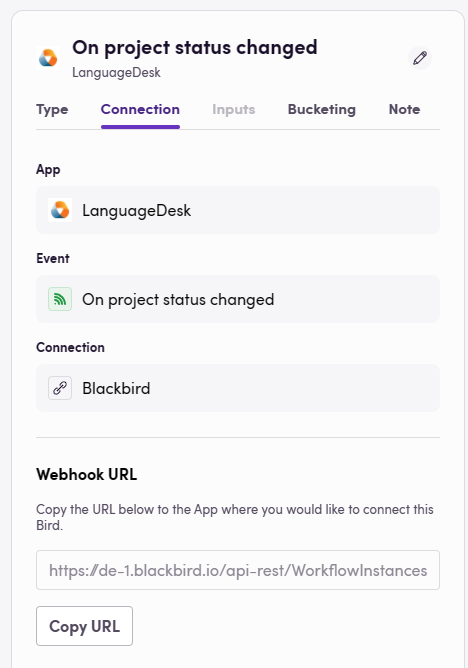 On project status changed
LanguageDesk
Type Connection Inputs Bucketing Note
App
LanguageDesk
Event
On project status changed
Connection
Blackbird
Webhook URL
Copy the URL below to the App where you would like to connect this
Bird.
https://de-1.blackbird.io/api-rest/WorkflowInstances
Copy URL